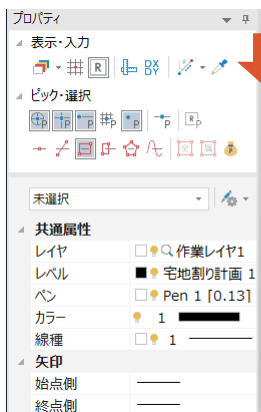 プロパティ
表示・入力
R DX DY
ピック・選択
P P P P P P R P
未選択
共通属性
レイヤ 作業レイヤ1
レベル 宅地割り計画 1
ペン Pen 1 [0.13]
カラー 1
線種 1
矢印
始点側
終点側